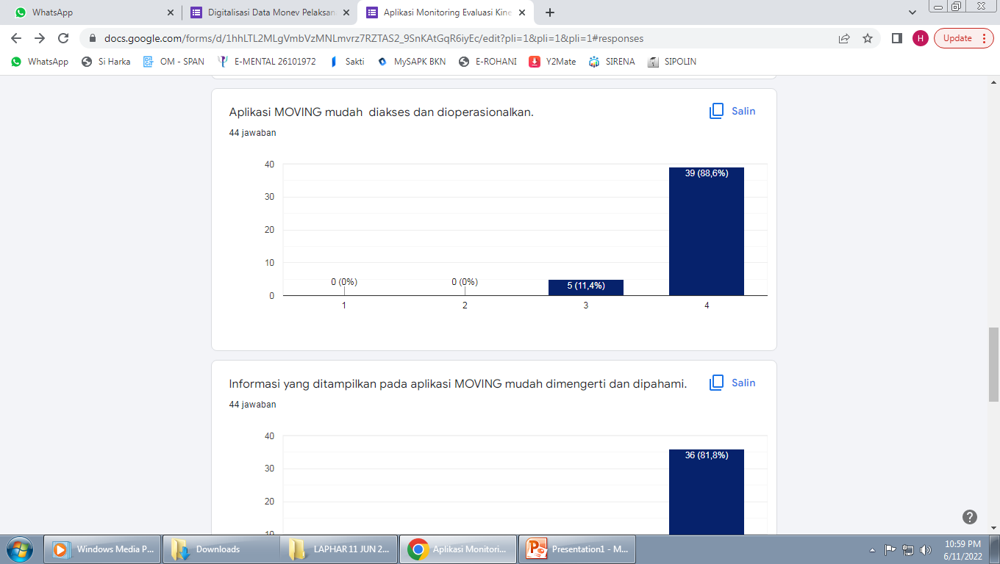 WhatsApp
Digitalisasi Data Monev Pelaksan
Aplikasi Monitoring Evaluasi Kine
docs.google.com/forms/d/1hhLTL2MLgVmbVzMNLmvrz7RZTAS2_9SnKAtGqR6iyEc/edit?pli=1&pli=1&pli=1#responses
H
Update
WhatsApp
Si Harka
OM - SPAN
E-MENTAL 26101972
Sakti
MySAPK BKN
E-ROHANI
Y2Mate
SIRENA
SIPOLIN
Aplikasi MOVING mudah  diakses dan dioperasionalkan.
Salin
44 jawaban
40
30
20
10
0
0 (0%)
0 (0%)
5 (11,4%)
39 (88,6%)
1
2
3
4
Informasi yang ditampilkan pada aplikasi MOVING mudah dimengerti dan dipahami.
Salin
44 jawaban
40
30
20
10
36 (81,8%)
Windows Media P...
Downloads
LAPHAR 11 JUN 2...
Aplikasi Monitori...
Presentation1 - M...
10:59 PM
6/11/2022